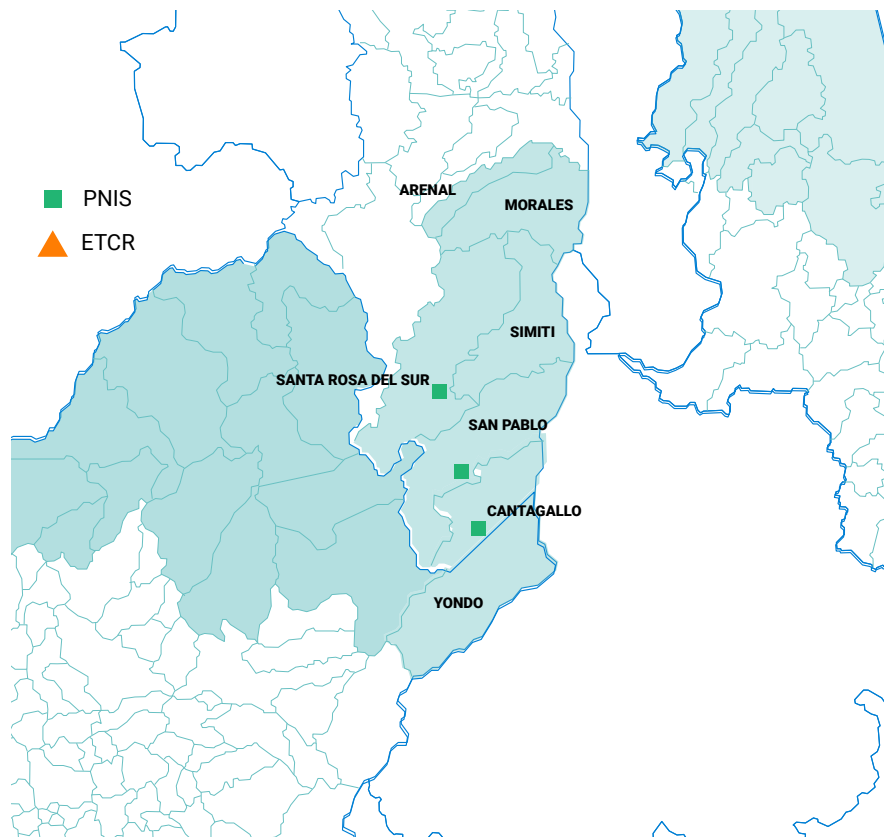 ARENAL
PNIS
MORALES
ETCR
SIMITI
SANTA ROSA DEL SUR
SAN PABLO
CANTAGALLO
YONDO